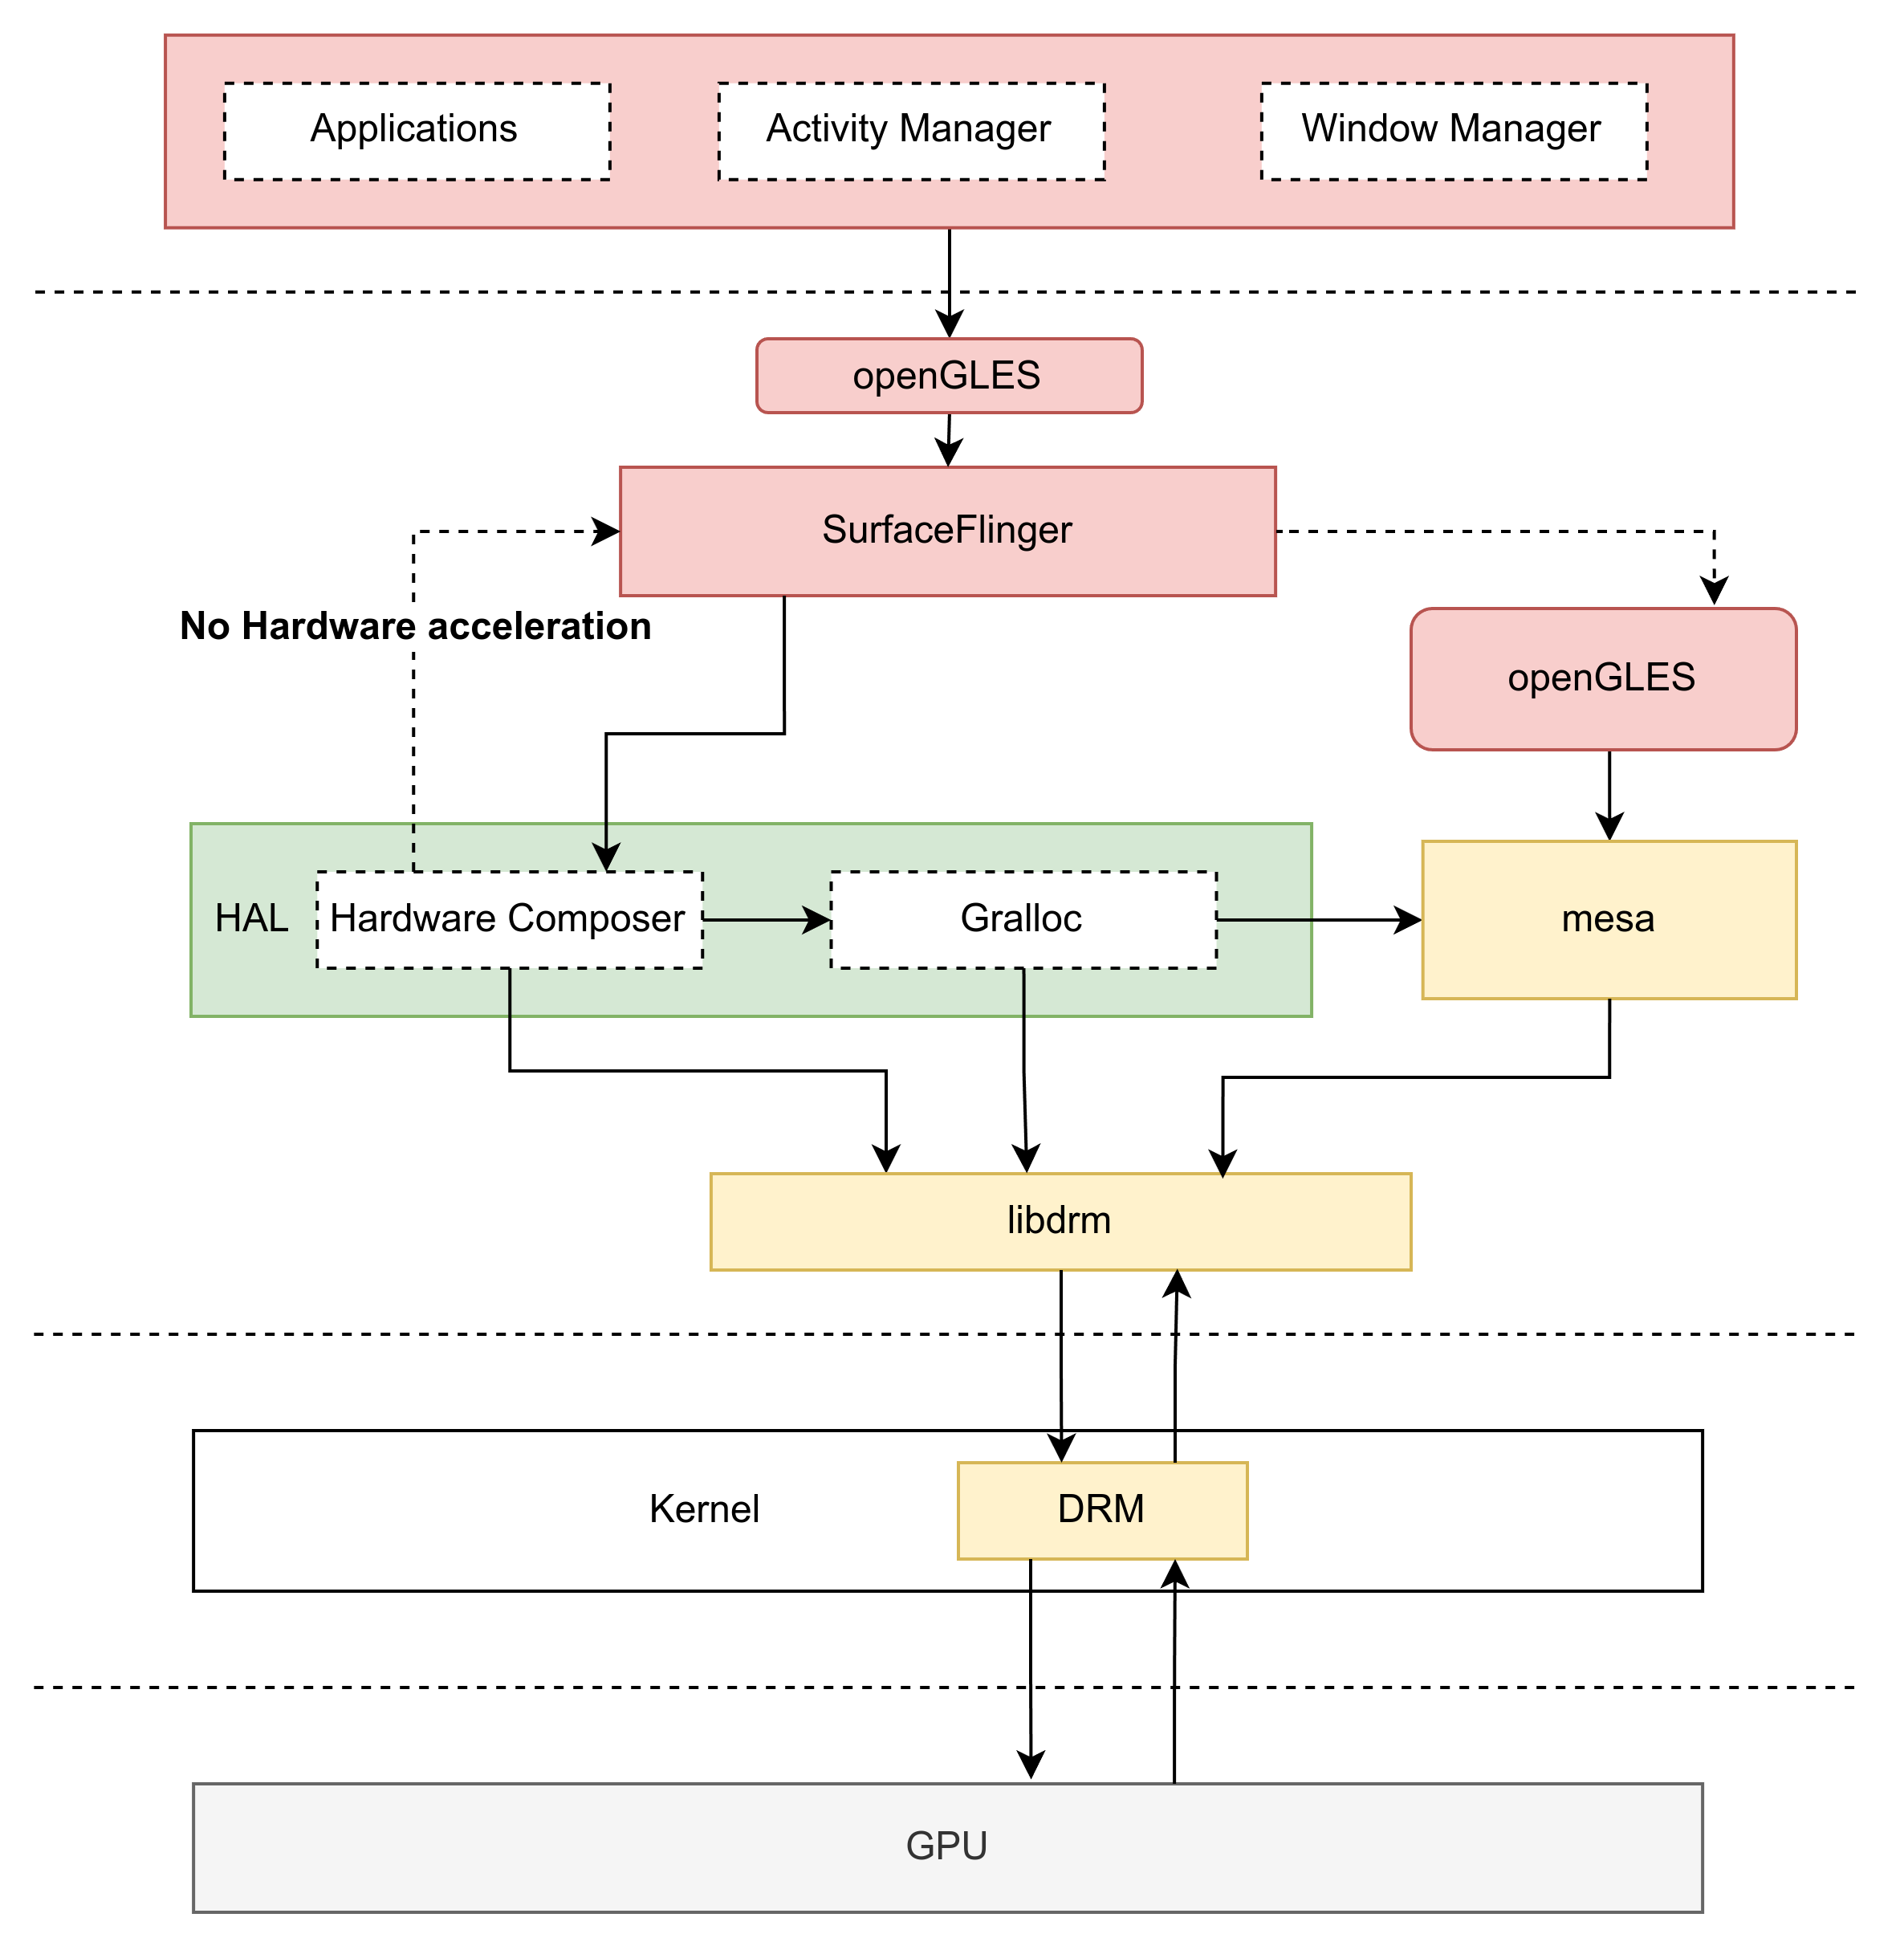 Applications
Activity Manager
Window Manager
openGLES
SurfaceFlinger
No Hardware acceleration
openGLES
HAL
Hardware Composer
Gralloc
mesa
libdrm
Kernel
DRM
GPU